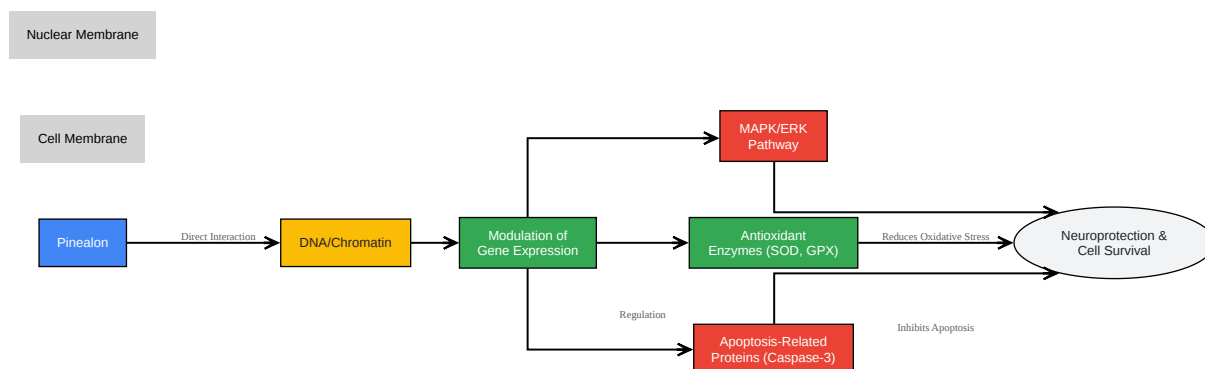 Nuclear Membrane
Cell Membrane
MAPK/ERK
Pathway
Pinealon
Direct Interaction
DNA/Chromatin
Modulation of
Gene Expression
Antioxidant
Enzymes (SOD, GPX)
Reduces Oxidative Stress
Neuroprotection &
Cell Survival
Regulation
Inhibits Apoptosis
Apoptosis-Related
Proteins (Caspase-3)